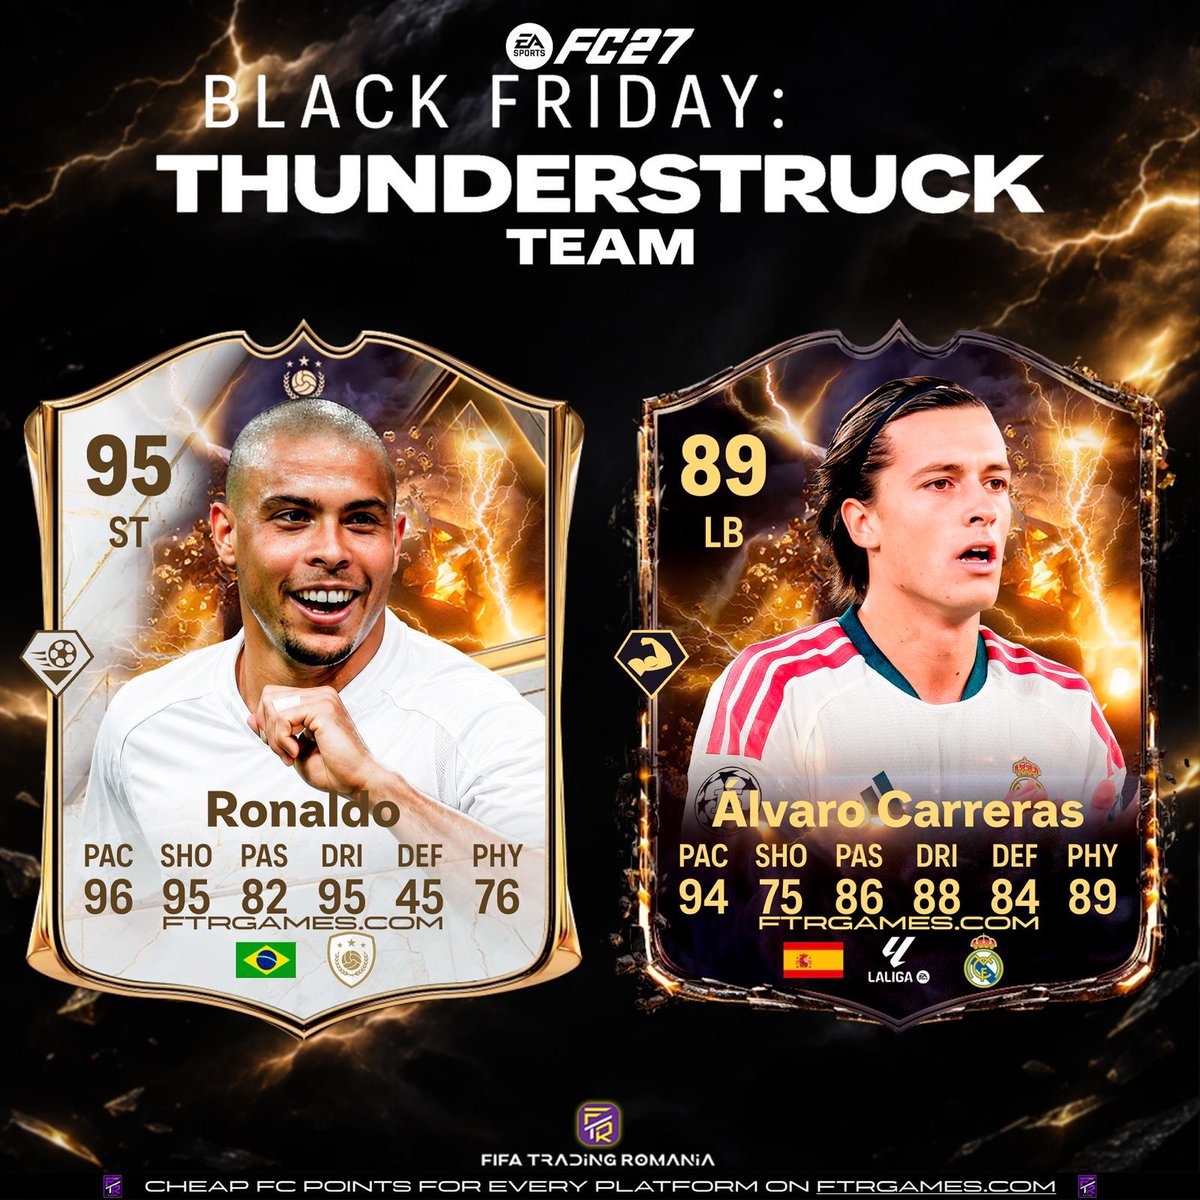 EA SPORTS FC27
BLACK FRIDAY:
THUNDERSTRUCK
TEAM
95
ST
Ronaldo
PAC SHO PAS DRI DEF PHY
96 95 82 95 45 76
FTRGAMES.COM
89
LB
Álvaro Carreras
PAC SHO PAS DRI DEF PHY
94 75 86 88 84 89
FTRGAMES.COM
LALIGA EA
FTR
FIFA TRADING ROMANIA
CHEAP FC POINTS FOR EVERY PLATFORM ON FTRGAMES.COM